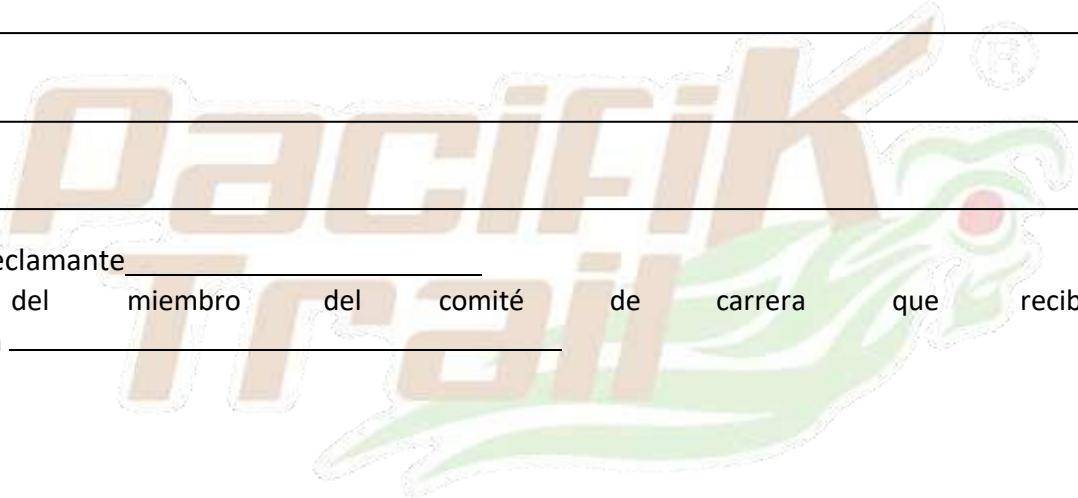 Pacifik
Trail
®
eclamante
del miembro del comité de carrera que recib